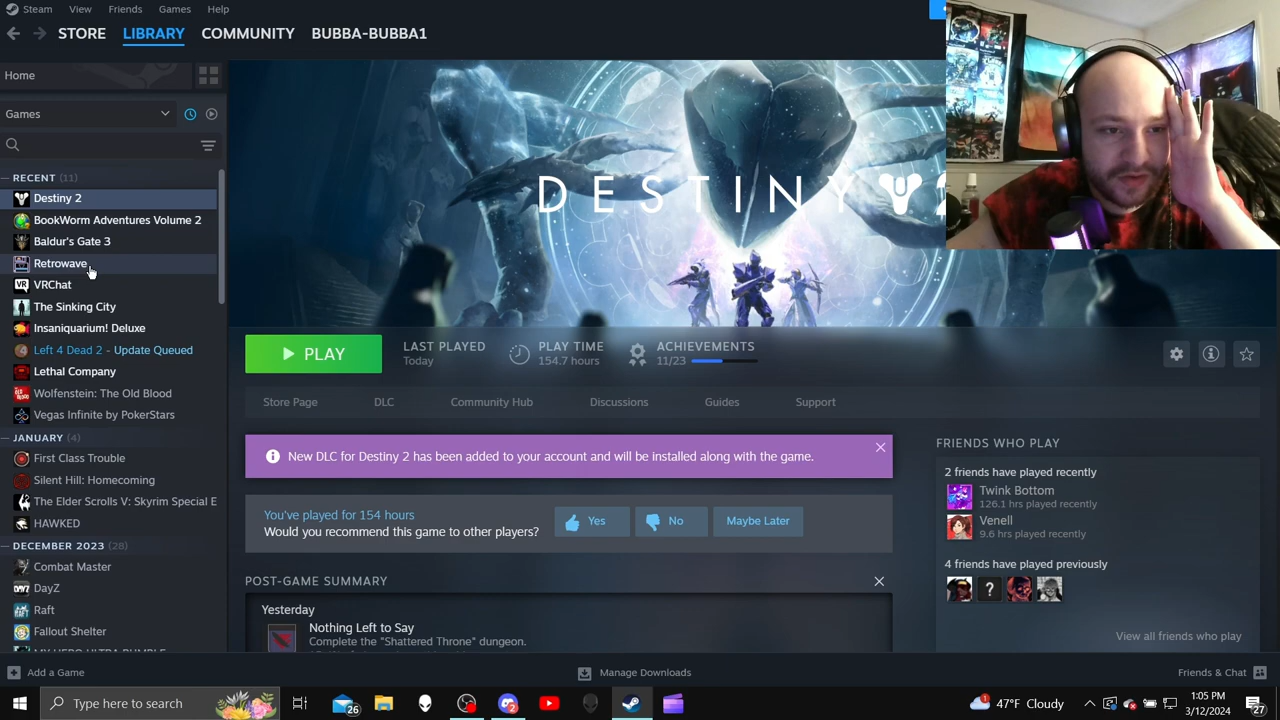 Steam View Friends Games Help
STORE LIBRARY COMMUNITY BUBBA-BUBBA1
Home
Games
RECENT (11)
Destiny 2
BookWorm Adventures Volume 2
Baldur's Gate 3
Retrowave
VRChat
The Sinking City
Insaniquarium! Deluxe
Left 4 Dead 2 - Update Queued
Lethal Company
Wolfenstein: The Old Blood
Vegas Infinite by PokerStars
JANUARY (4)
First Class Trouble
Silent Hill: Homecoming
The Elder Scrolls V: Skyrim Special E
HAWKED
DECEMBER 2023 (28)
Combat Master
DayZ
Raft
Fallout Shelter
DESTINY 2
PLAY
LAST PLAYED
Today
PLAY TIME
154.7 hours
ACHIEVEMENTS
11/23
Store Page DLC Community Hub Discussions Guides Support
New DLC for Destiny 2 has been added to your account and will be installed along with the game.
You've played for 154 hours
Would you recommend this game to other players?
Yes No Maybe Later
POST-GAME SUMMARY
Yesterday
Nothing Left to Say
Complete the "Shattered Throne" dungeon.
FRIENDS WHO PLAY
2 friends have played recently
Twink Bottom
126.1 hrs played recently
Venell
9.6 hrs played recently
4 friends have played previously
?
View all friends who play
Add a Game Manage Downloads Friends & Chat
Type here to search
26
2
1
47°F Cloudy
1:05 PM
3/12/2024
27